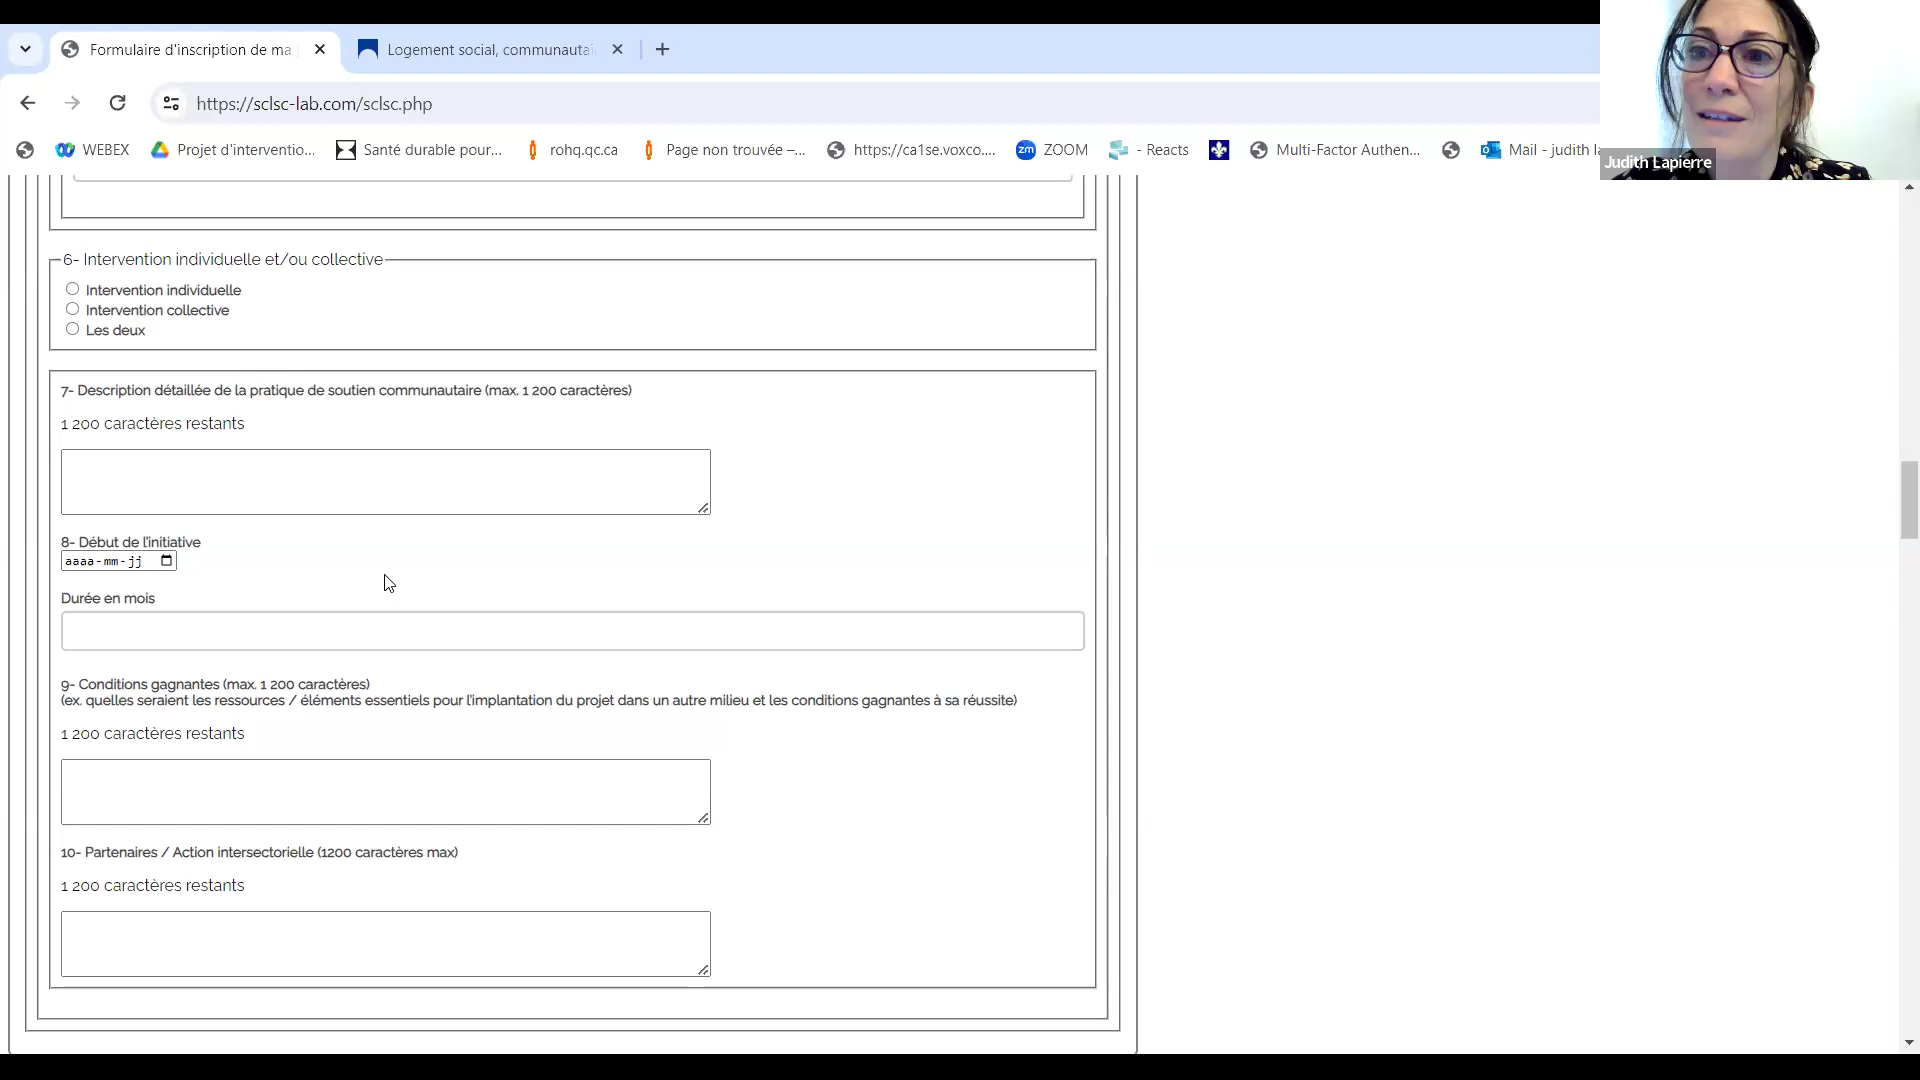 Formulaire d'inscription de ma
Logement social, communautai
https://sclsc-lab.com/sclsc.php
WEBEX
Projet d'interventio...
Santé durable pour...
rohq.qc.ca
Page non trouvée –...
https://ca1se.voxco....
zm ZOOM
- Reacts
Multi-Factor Authen...
Mail - judith la
Judith Lapierre
6- Intervention individuelle et/ou collective
Intervention individuelle
Intervention collective
Les deux
7- Description détaillée de la pratique de soutien communautaire (max. 1 200 caractères)
1 200 caractères restants
8- Début de l'initiative
aaaa-mm-jj
Durée en mois
9- Conditions gagnantes (max. 1 200 caractères)
(ex. quelles seraient les ressources / éléments essentiels pour l'implantation du projet dans un autre milieu et les conditions gagnantes à sa réussite)
1 200 caractères restants
10- Partenaires / Action intersectorielle (1200 caractères max)
1 200 caractères restants